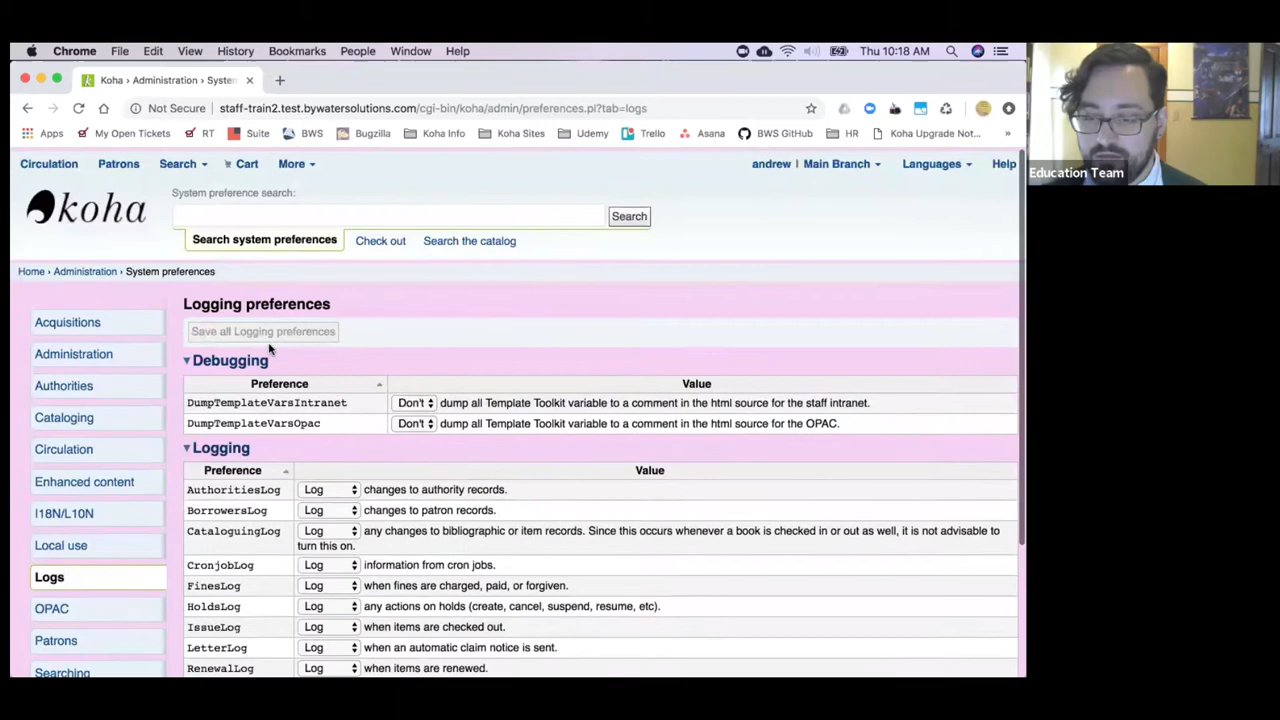 Chrome File Edit View History Bookmarks People Window Help Thu 10:18 AM
Koha › Administration › System
Not Secure staff-train2.test.bywatersolutions.com/cgi-bin/koha/admin/preferences.pl?tab=logs
Apps My Open Tickets RT Suite BWS Bugzilla Koha Info Koha Sites Udemy Trello Asana BWS GitHub HR Koha Upgrade Not... »
Circulation Patrons Search Cart More andrew | Main Branch Languages Help
Education Team
koha
System preference search:
Search
Search system preferences Check out Search the catalog
Home › Administration › System preferences
Acquisitions
Administration
Authorities
Cataloging
Circulation
Enhanced content
I18N/L10N
Local use
Logs
OPAC
Patrons
Searching
Logging preferences
Save all Logging preferences
Debugging
Preference Value
DumpTemplateVarsIntranet Don't dump all Template Toolkit variable to a comment in the html source for the staff intranet.
DumpTemplateVarsOpac Don't dump all Template Toolkit variable to a comment in the html source for the OPAC.
Logging
Preference Value
AuthoritiesLog Log changes to authority records.
BorrowersLog Log changes to patron records.
CataloguingLog Log any changes to bibliographic or item records. Since this occurs whenever a book is checked in or out as well, it is not advisable to
turn this on.
CronjobLog Log information from cron jobs.
FinesLog Log when fines are charged, paid, or forgiven.
HoldsLog Log any actions on holds (create, cancel, suspend, resume, etc).
IssueLog Log when items are checked out.
LetterLog Log when an automatic claim notice is sent.
RenewalLog Log when items are renewed.